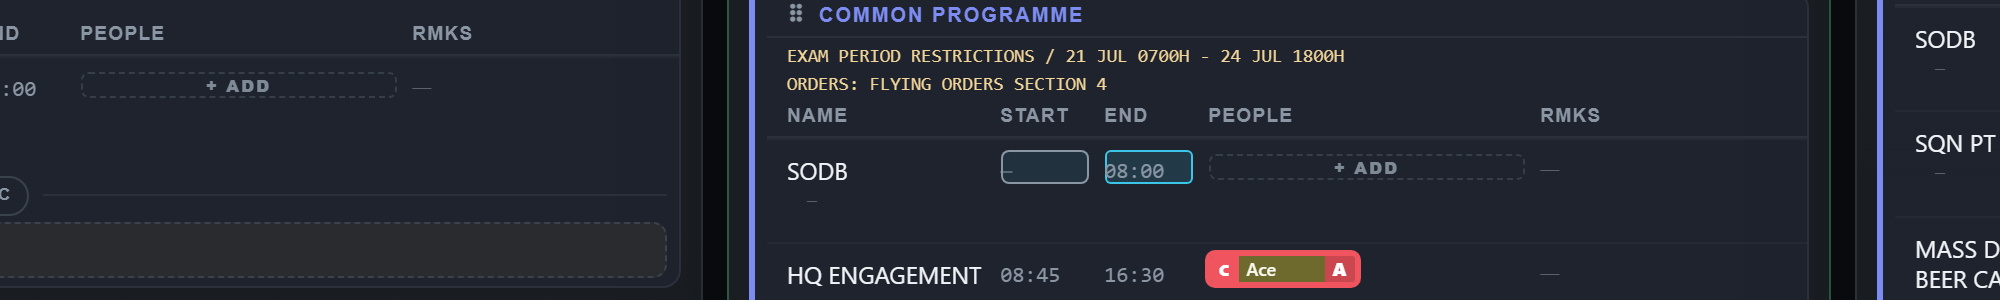 ND PEOPLE RMKS
:00 + ADD —
C
COMMON PROGRAMME
EXAM PERIOD RESTRICTIONS / 21 JUL 0700H - 24 JUL 1800H
ORDERS: FLYING ORDERS SECTION 4
NAME START END PEOPLE RMKS
SODB — 08:00 + ADD —
—
HQ ENGAGEMENT 08:45 16:30 C Ace A —
SODB
—
SQN PT
—
MASS D
BEER CA